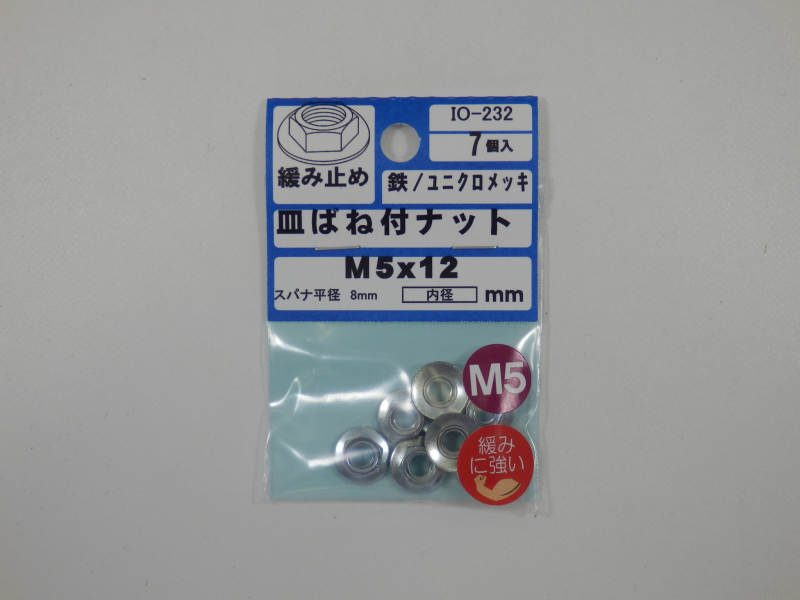 IO-232
7個入
緩み止め
鉄/ユニクロメッキ
皿ばね付ナット
M5x12
スパナ平径 8mm 内径 mm
M5
緩み
に強い